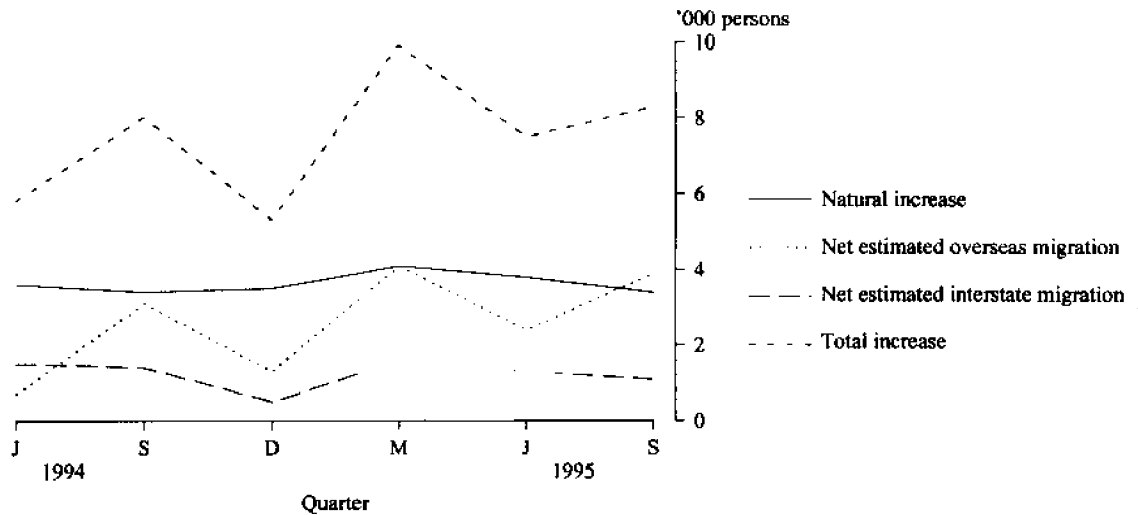 '000 persons
10
8
6
4
2
0
Natural increase
Net estimated overseas migration
Net estimated interstate migration
Total increase
J S D M J S
1994 1995
Quarter